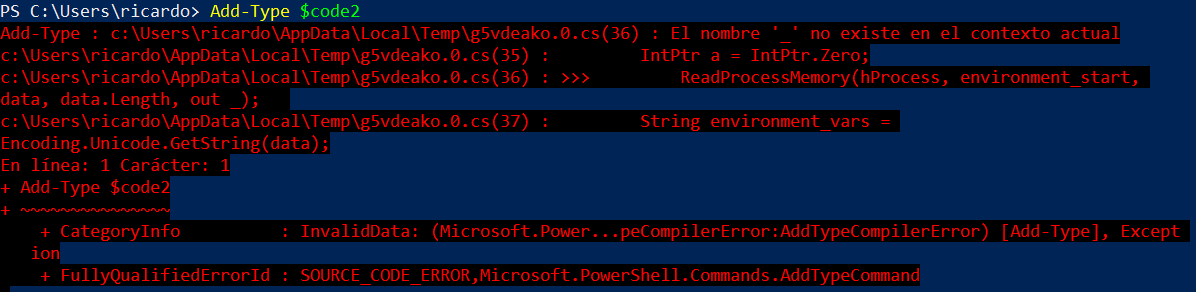 PS C:\Users\ricardo> Add-Type $code2
Add-Type : c:\Users\ricardo\AppData\Local\Temp\g5vdeako.0.cs(36) : El nombre '_' no existe en el contexto actual
c:\Users\ricardo\AppData\Local\Temp\g5vdeako.0.cs(35) :         IntPtr a = IntPtr.Zero;
c:\Users\ricardo\AppData\Local\Temp\g5vdeako.0.cs(36) : >>>         ReadProcessMemory(hProcess, environment_start,
data, data.Length, out _);
c:\Users\ricardo\AppData\Local\Temp\g5vdeako.0.cs(37) :         String environment_vars =
Encoding.Unicode.GetString(data);
En línea: 1 Carácter: 1
+ Add-Type $code2
+ ~~~~~~~~~~~~~~~
    + CategoryInfo          : InvalidData: (Microsoft.Power...peCompilerError:AddTypeCompilerError) [Add-Type], Except
   ion
    + FullyQualifiedErrorId : SOURCE_CODE_ERROR,Microsoft.PowerShell.Commands.AddTypeCommand